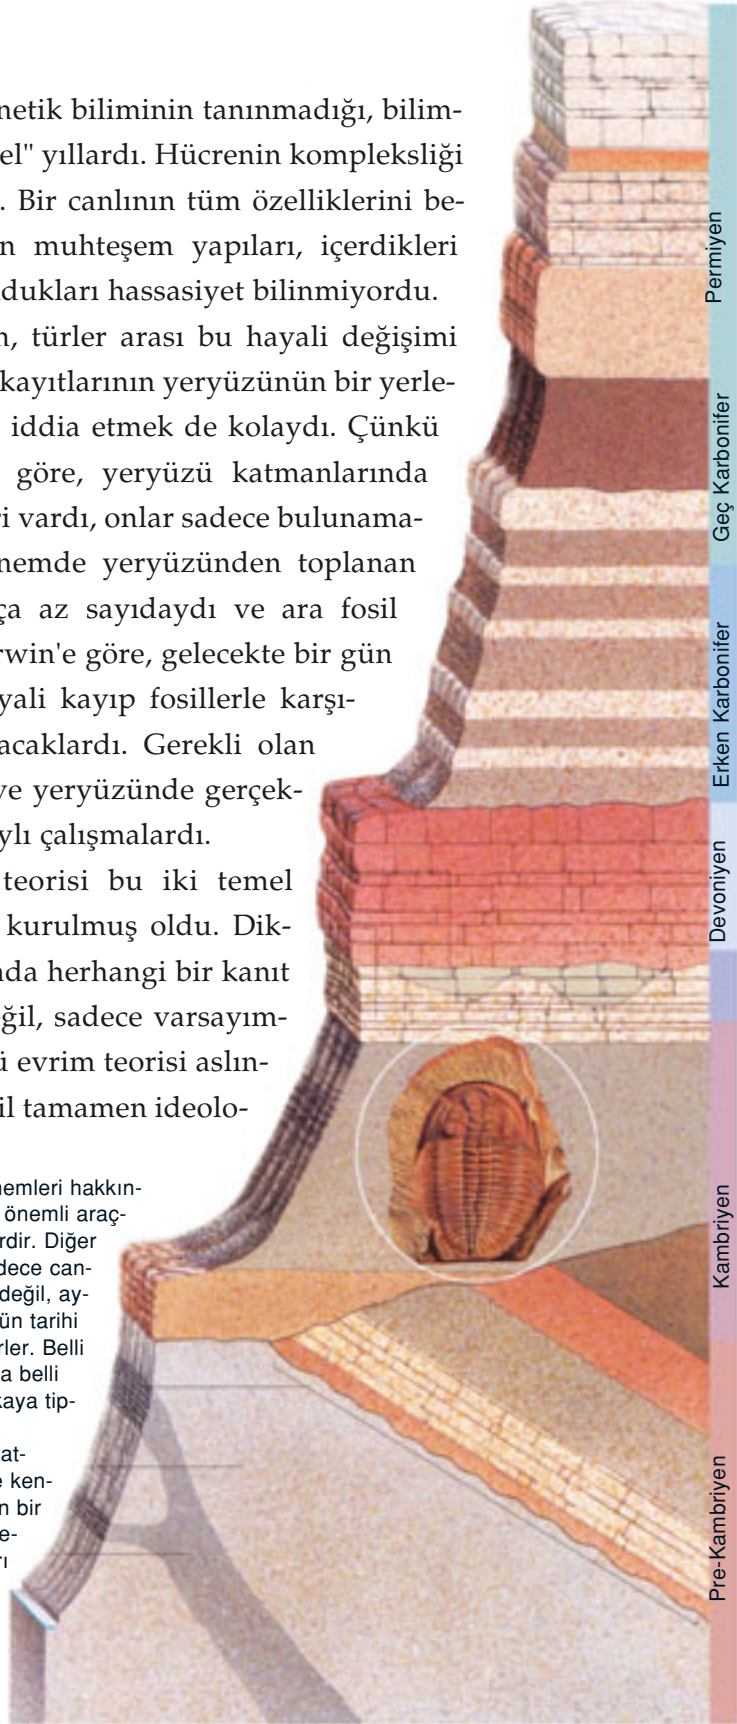 netik biliminin tanınmadığı, bilim-
el" yıllardı. Hücrenin kompleksliği
. Bir canlının tüm özelliklerini be-
n muhteşem yapıları, içerdikleri
dukları hassasiyet bilinmiyordu.
n, türler arası bu hayali değişimi
kayıtlarının yeryüzünün bir yerle-
iddia etmek de kolaydı. Çünkü
göre, yeryüzü katmanlarında
ri vardı, onlar sadece bulunama-
nemde yeryüzünden toplanan
ça az sayıdaydı ve ara fosil
rwin'e göre, gelecekte bir gün
yali kayıp fosillerle karşı-
acaklardı. Gerekli olan
ve yeryüzünde gerçek-
ylı çalışmalardı.
teorisi bu iki temel
kurulmuş oldu. Dik-
nda herhangi bir kanıt
ğil, sadece varsayım-
ü evrim teorisi aslın-
il tamamen ideolo-
nemleri hakkın-
önemli araç-
rdir. Diğer
dece can-
değil, ay-
ün tarihi
rler. Belli
a belli
kaya tip-
kat-
e ken-
n bir
e-
rı
Permiyen
Geç Karbonifer
Erken Karbonifer
Devoniyen
Kambriyen
Pre-Kambriyen